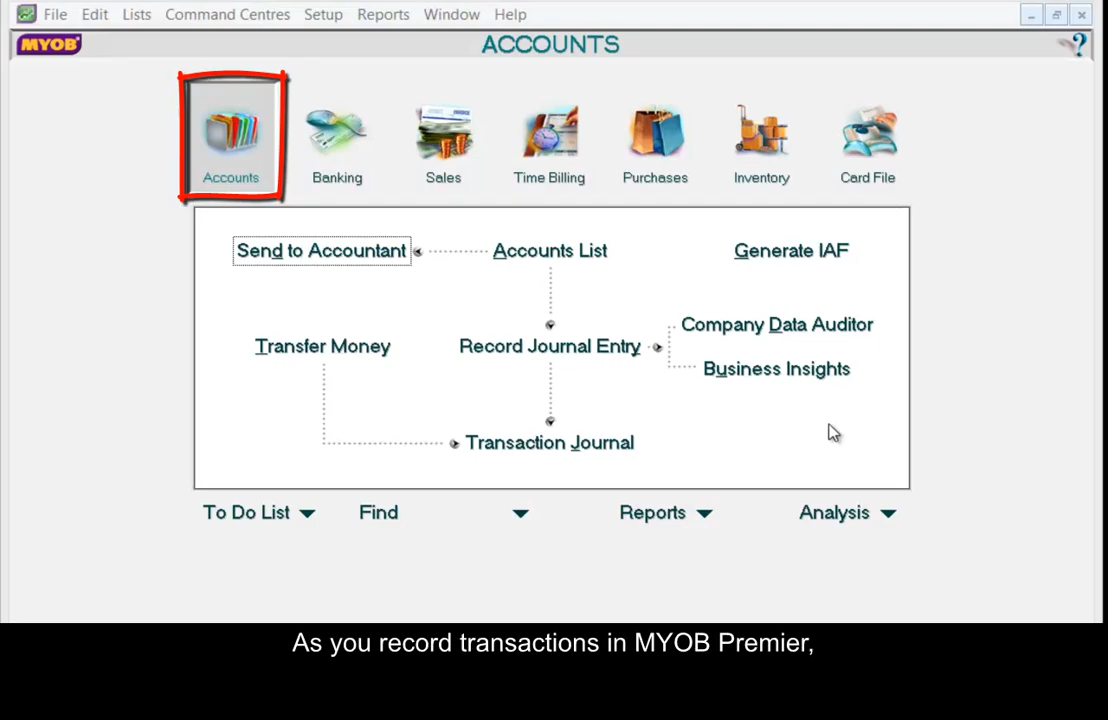 File Edit Lists Command Centres Setup Reports Window Help
MYOB ACCOUNTS ?
Accounts Banking Sales Time Billing Purchases Inventory Card File
Send to Accountant Accounts List Generate IAF
Company Data Auditor
Transfer Money Record Journal Entry
Business Insights
Transaction Journal
To Do List Find Reports Analysis
As you record transactions in MYOB Premier,